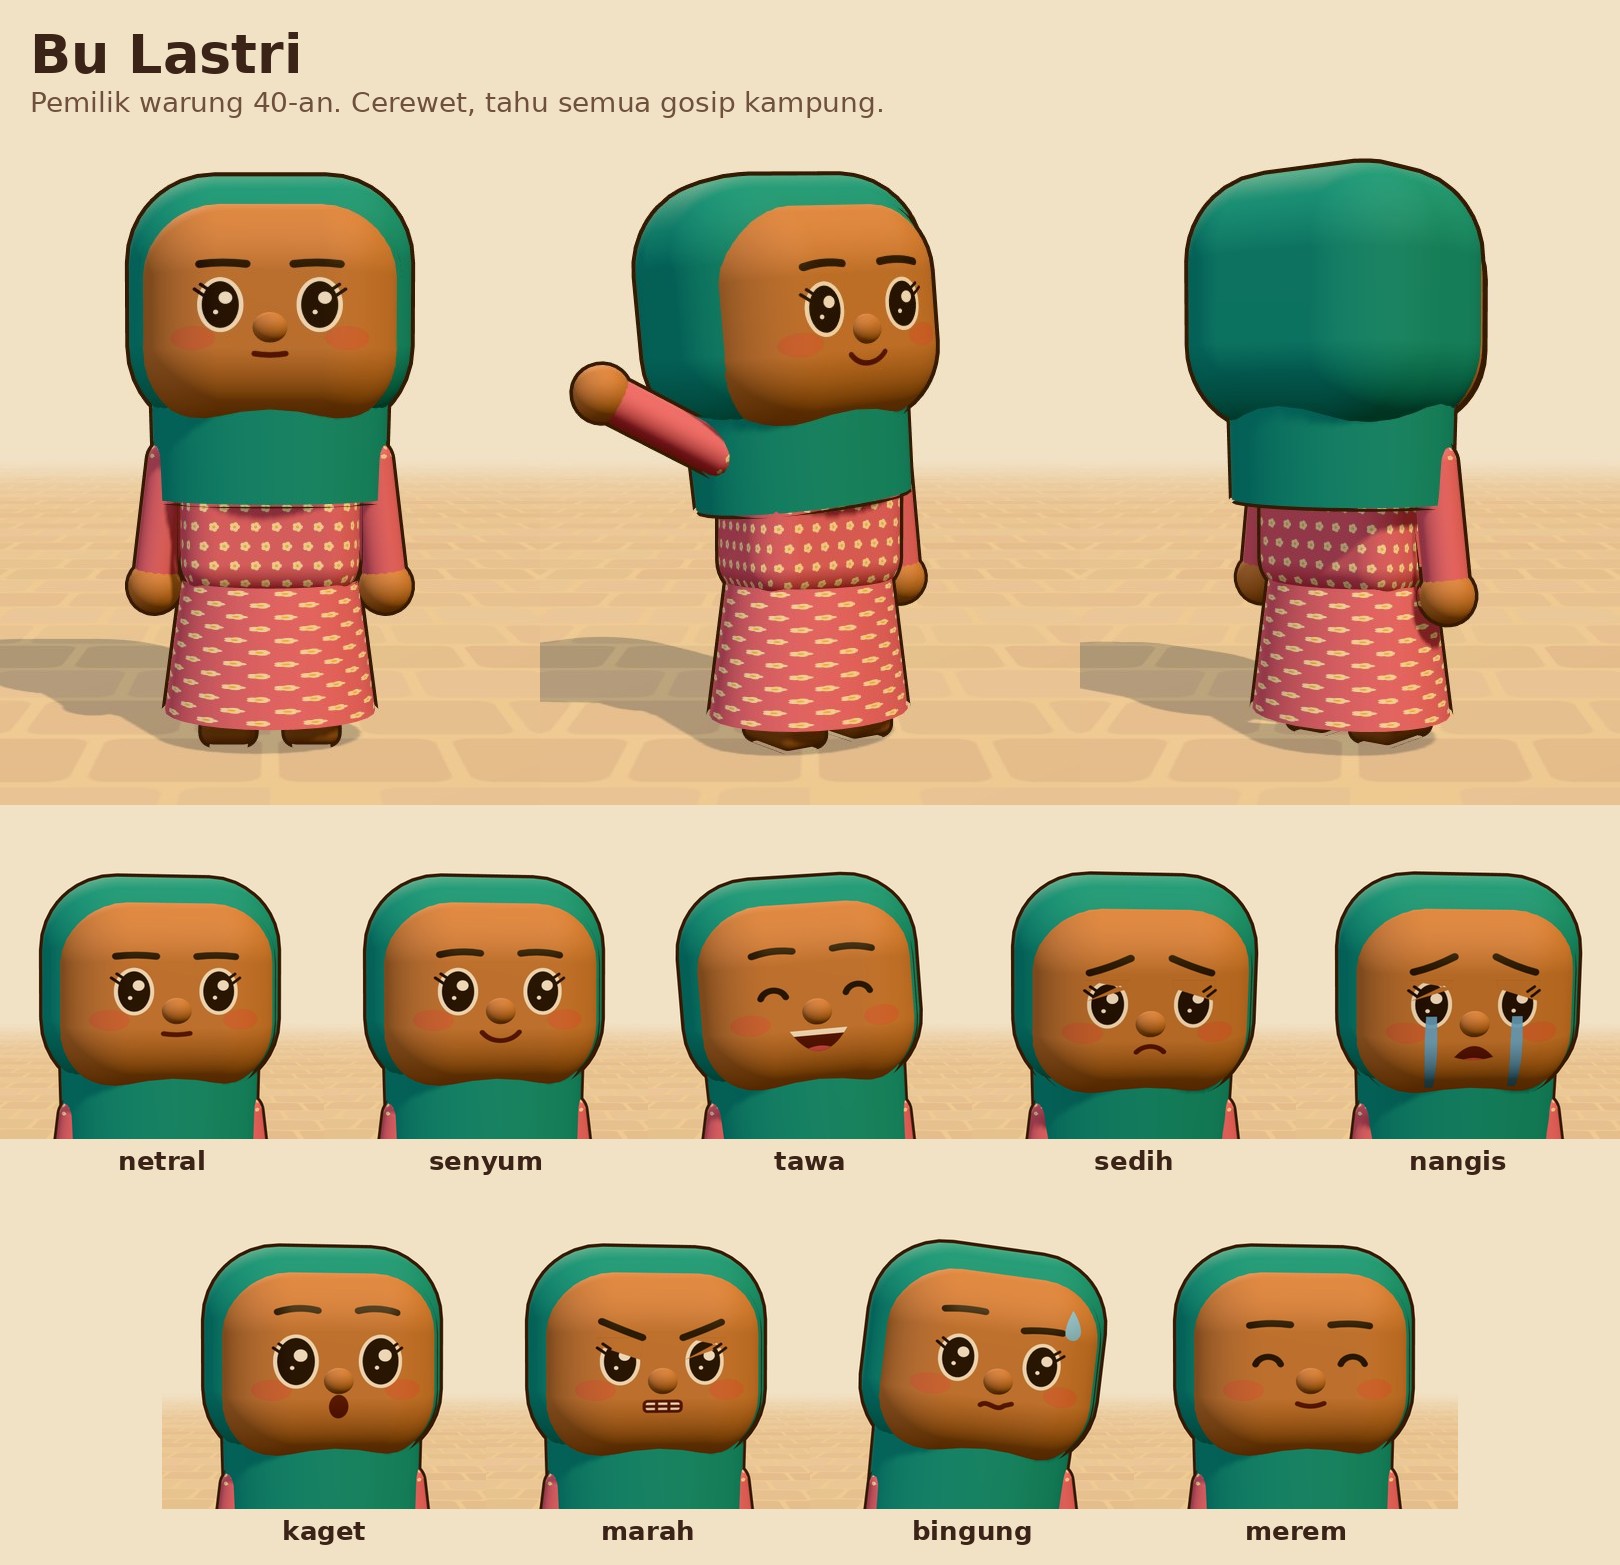 Bu Lastri
Pemilik warung 40-an. Cerewet, tahu semua gosip kampung.
netral
senyum
tawa
sedih
nangis
kaget
marah
bingung
merem